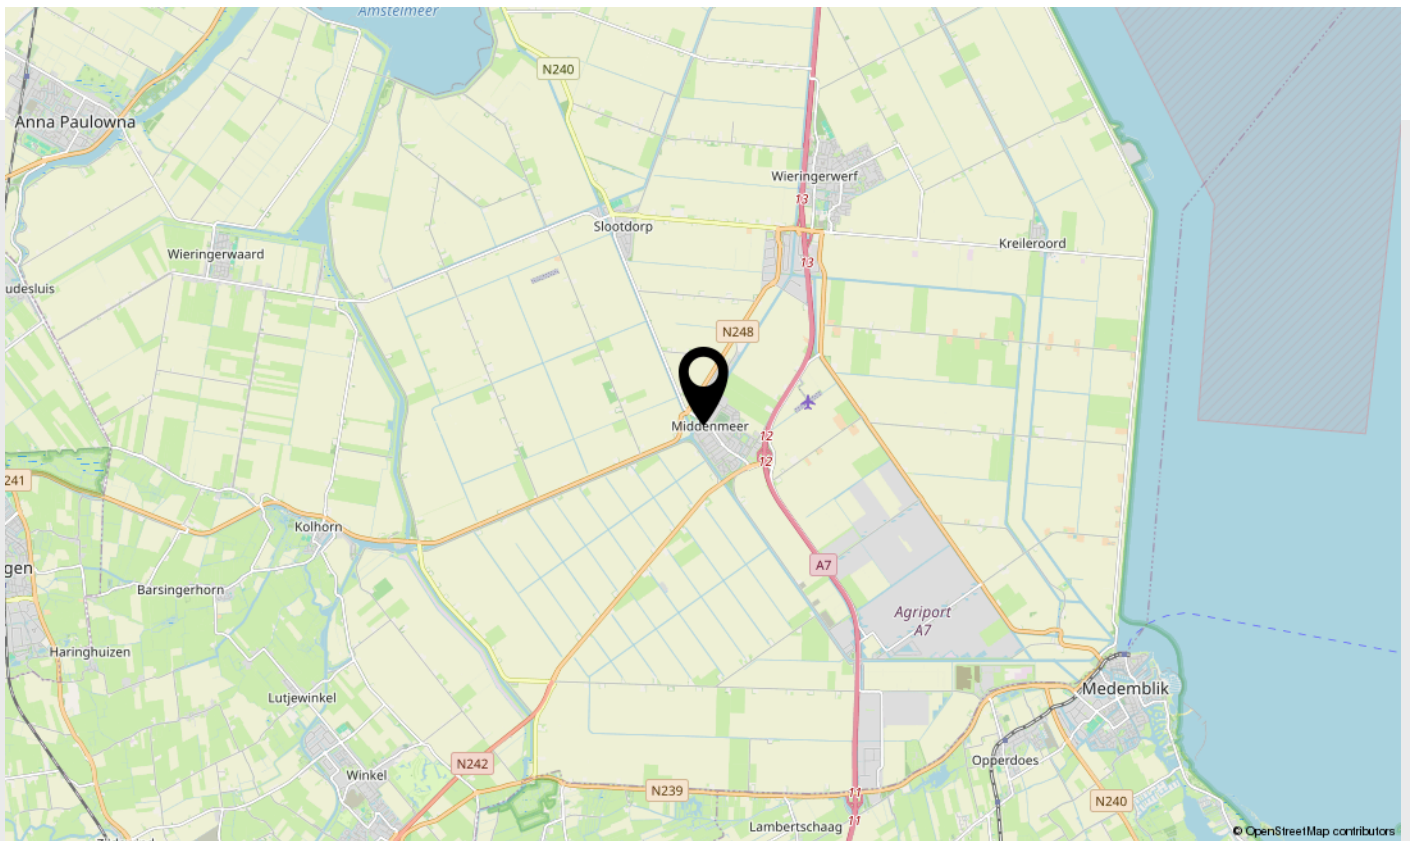 Amstelmeer
N240
Anna Paulowna
Wieringerwerf
13
Slootdorp
Kreileroord
Wieringerwaard
13
udesluis
N248
Middenmeer
12
12
241
Kolhorn
gen
A7
Barsingerhorn
Agriport
A7
Haringhuizen
Medemblik
Lutjewinkel
N242
Opperdoes
Winkel
N239
11
N240
11
Lambertschaag
© OpenStreetMap contributors